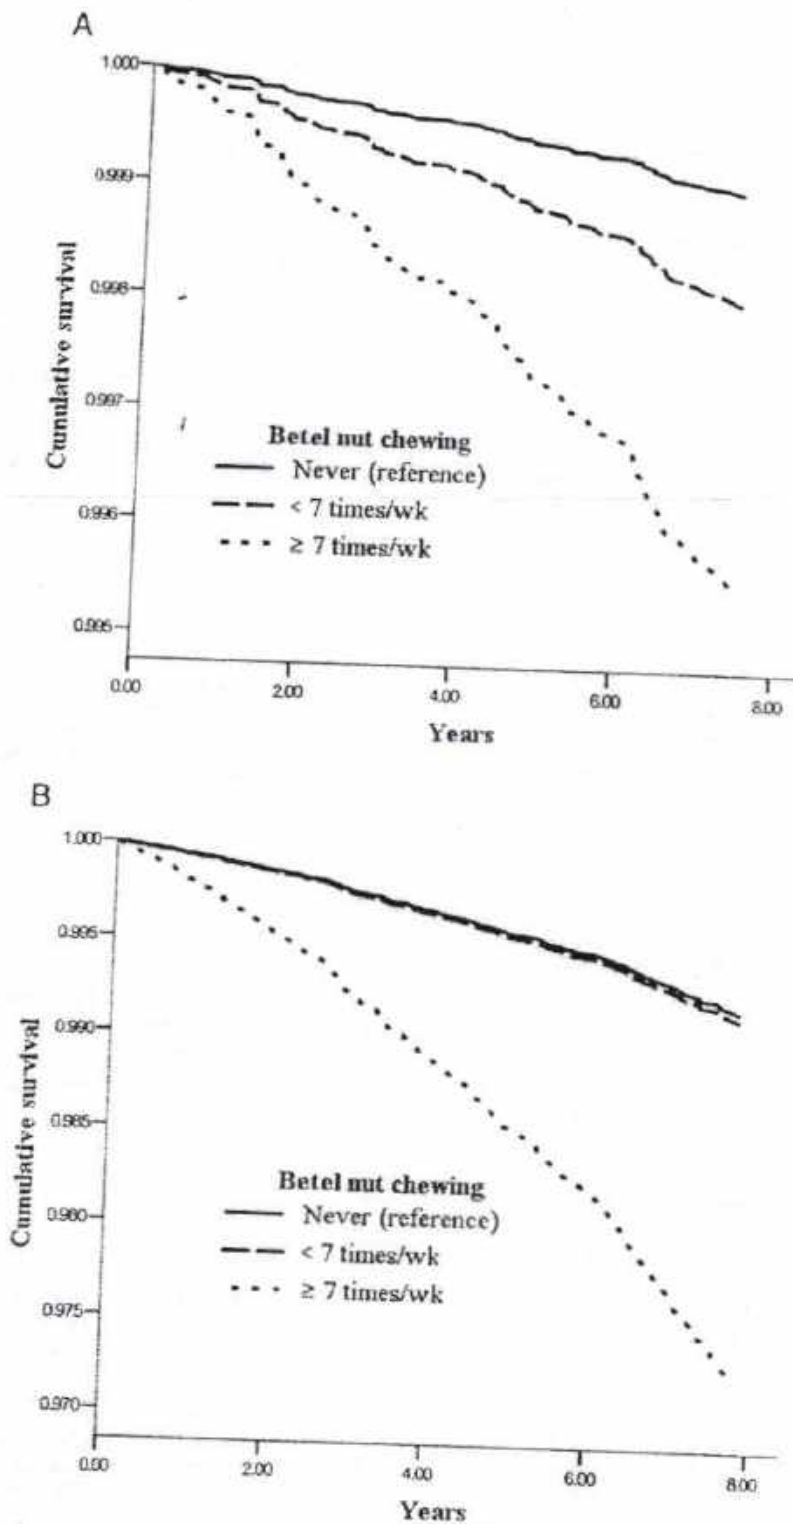 A
1.000
0.999
0.998
0.997
0.996
0.995
Cumulative survival
Betel nut chewing
Never (reference)
< 7 times/wk
≥ 7 times/wk
0.00 2.00 4.00 6.00 8.00
Years
B
1.000
0.995
0.990
0.985
0.980
0.975
0.970
Cumulative survival
Betel nut chewing
Never (reference)
< 7 times/wk
≥ 7 times/wk
0.00 2.00 4.00 6.00 8.00
Years